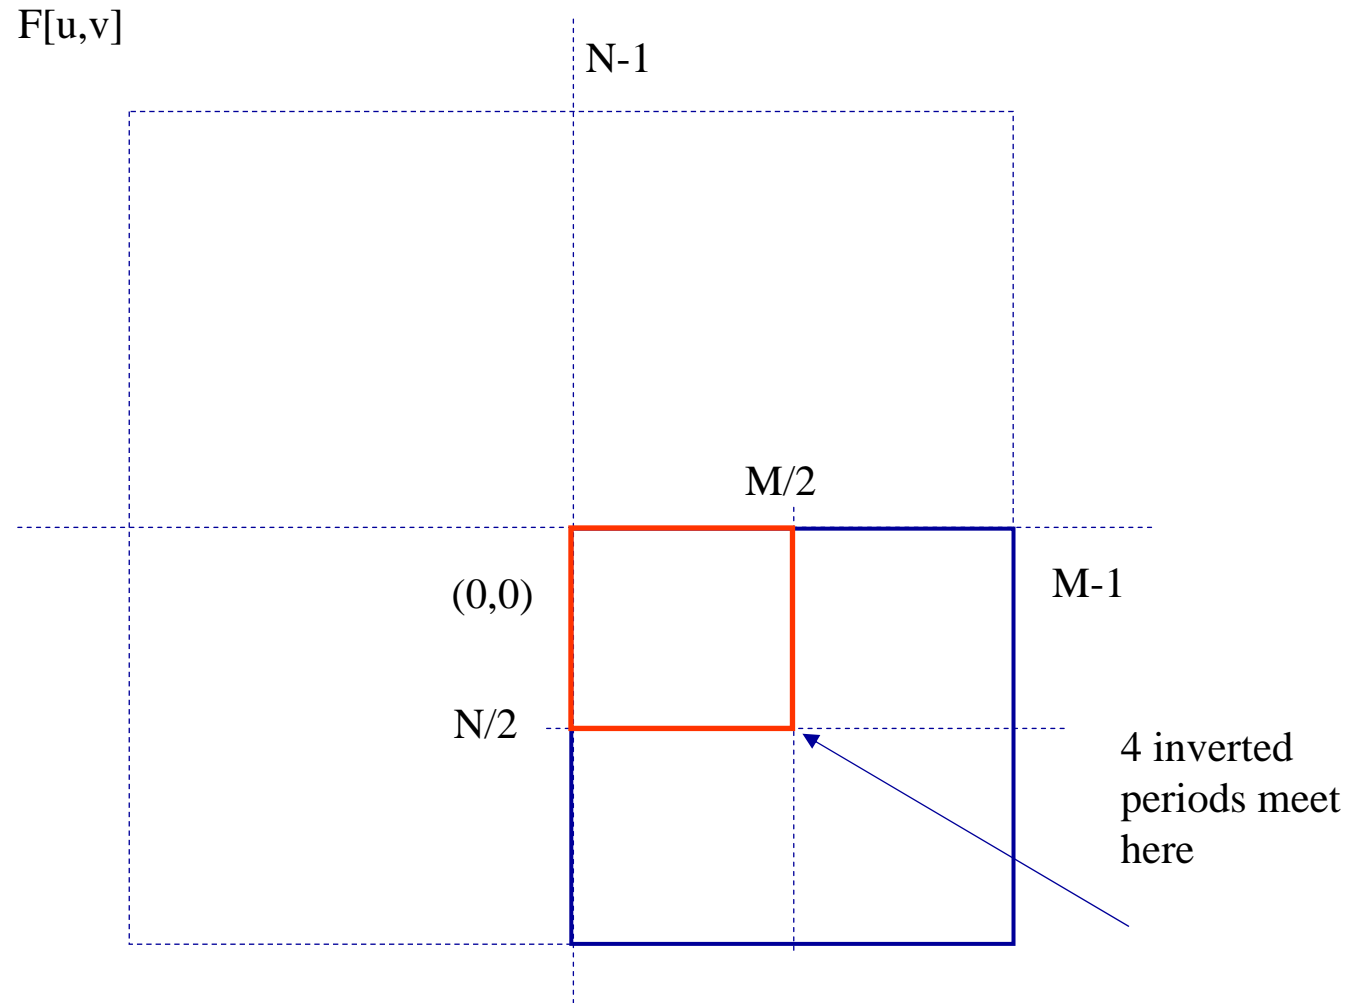 F[u,v]
N-1
M/2
(0,0)
M-1
N/2
4 inverted
periods meet
here